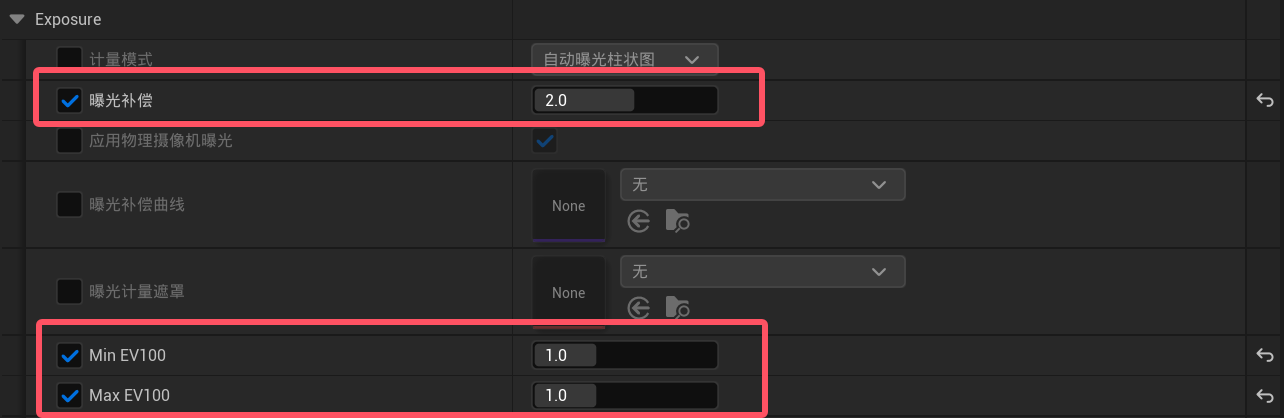 Exposure
计量模式
自动曝光柱状图
曝光补偿
2.0
应用物理摄像机曝光
曝光补偿曲线
None
无
曝光计量遮罩
None
无
Min EV100
1.0
Max EV100
1.0